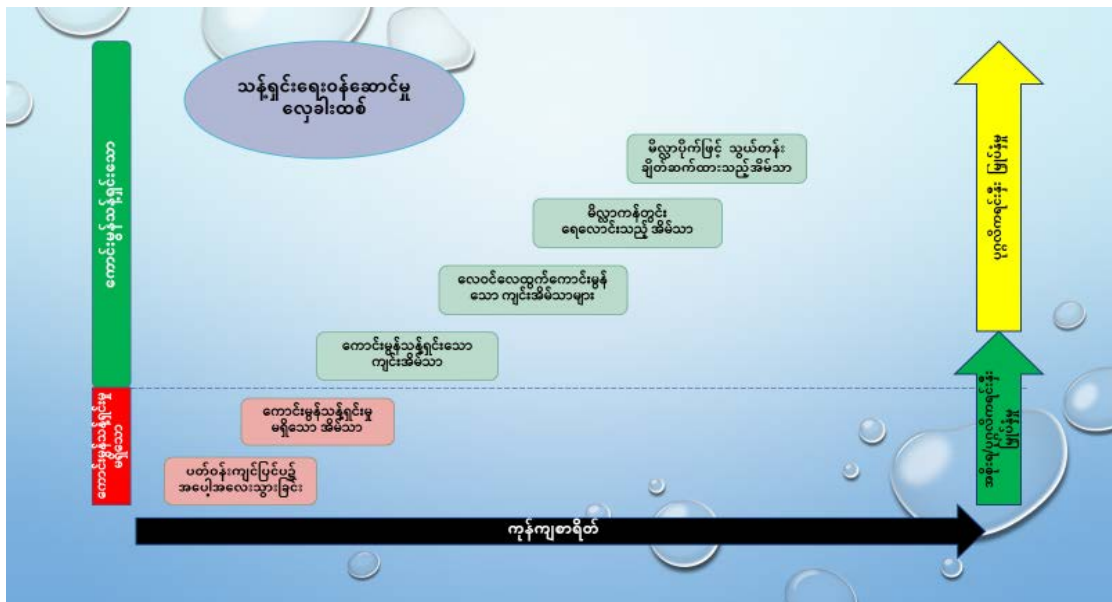 သန့်ရှင်းရေးဝန်ဆောင်မှု
လှေခါးထစ်
မိလ္လာပိုက်ဖြင့် သွယ်တန်း
ချိတ်ဆက်ထားသည့်အိမ်သာ
မိလ္လာကန်တွင်း
ရေလောင်းသည့် အိမ်သာ
လေဝင်လေထွက်ကောင်းမွန်
သော ကျင်းအိမ်သာများ
ကောင်းမွန်သန့်ရှင်းသော
ကျင်းအိမ်သာ
ကောင်းမွန်သန့်ရှင်းမှု
မရှိသော အိမ်သာ
ပတ်ဝန်းကျင်ပြင်ပ၌
အပေါ့အလေးသွားခြင်း
ကောင်းမွန်သန့်ရှင်းသော
ကောင်းမွန်သန့်ရှင်းမှု
မရှိသော
ပုဂ္ဂလိကရင်းနှီး မြှုပ်နှံမှု
အစိုးရ/ပုဂ္ဂလိကရင်းနှီး
မြှုပ်နှံမှု
ကုန်ကျစာရိတ်